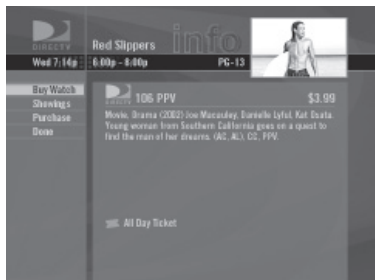 info
DIRECTV
Red Slippers
Wed 7:14p 6:00p - 8:00p PG-13
Buy Watch
Showings
Purchase
Done
106 PPV $3.99
Movie, Drama (2002) Joe Macauley, Danielle Lyful, Kat Dsata.
Young woman from Southern California goes on a quest to
find the man of her dreams. (AC, AL), CC, PPV.
All Day Ticket